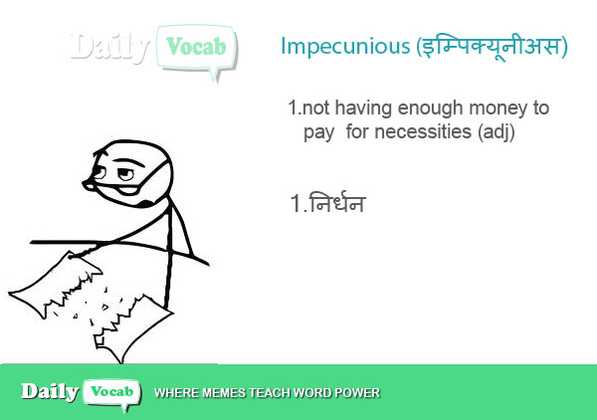 Daily Vocab
Impecunious (इम्पिक्यूनीअस)
1.not having enough money to
pay for necessities (adj)
1.निर्धन
Daily Vocab WHERE MEMES TEACH WORD POWER